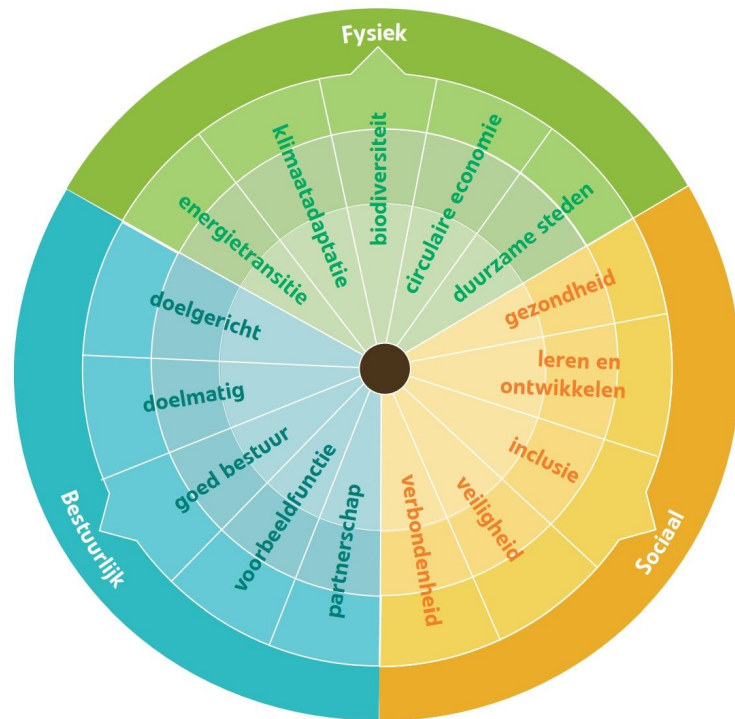 Fysiek
energietransitie
klimaatadaptatie
biodiversiteit
circulaire economie
duurzame steden
Sociaal
gezondheid
leren en
ontwikkelen
inclusie
veiligheid
verbondenheid
Bestuurlijk
partnerschap
voorbeeldfunctie
goed bestuur
doelmatig
doelgericht